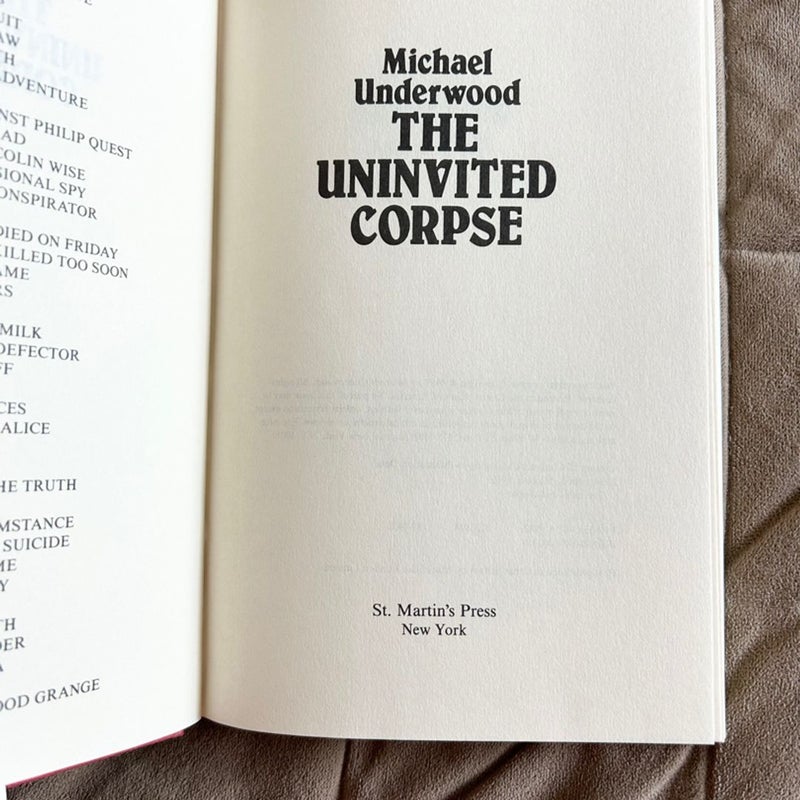 UIT
AW
TH
ADVENTURE
NST PHILIP QUEST
AD
COLIN WISE
SIONAL SPY
ONSPIRATOR
DIED ON FRIDAY
KILLED TOO SOON
AME
RS
MILK
DEFECTOR
FF
CES
ALICE
HE TRUTH
MSTANCE
SUICIDE
ME
Y
TH
DER
A
OOD GRANGE
Michael
Underwood
THE
UNINVITED
CORPSE
St. Martin's Press
New York